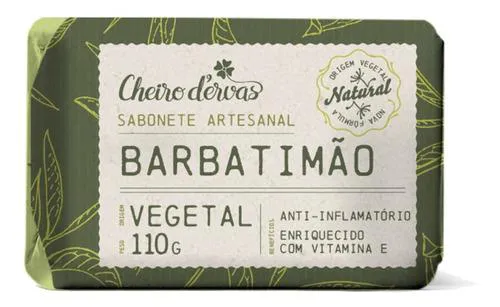 Cheiro d'ervas
SABONETE ARTESANAL
BARBATIMÃO
ORIGEM
VEGETAL
PESO
110G
BENEFÍCIOS
ANTI-INFLAMATÓRIO
ENRIQUECIDO
COM VITAMINA E
ORIGEM VEGETAL
Natural
NOVA FORMULA